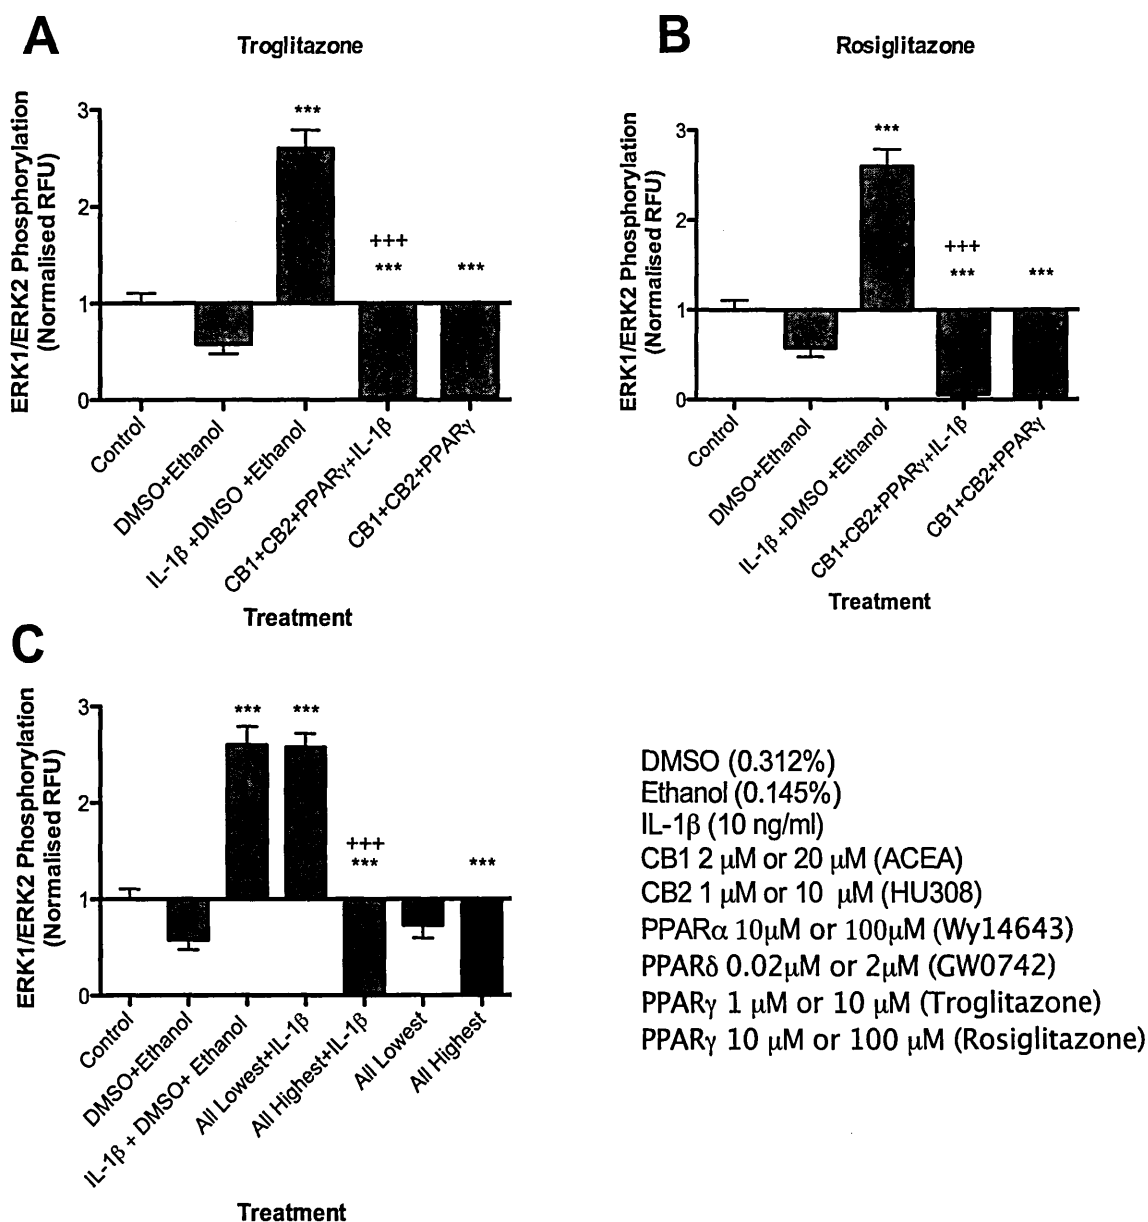 A
Troglitazone
ERK1/ERK2 Phosphorylation
(Normalised RFU)
3
2
1
0
***
+++
***
***
Control
DMSO+Ethanol
IL-1β +DMSO +Ethanol
CB1+CB2+PPARγ+IL-1β
CB1+CB2+PPARγ
Treatment
B
Rosiglitazone
ERK1/ERK2 Phosphorylation
(Normalised RFU)
3
2
1
0
***
+++
***
***
Control
DMSO+Ethanol
IL-1β +DMSO +Ethanol
CB1+CB2+PPARγ+IL-1β
CB1+CB2+PPARγ
Treatment
C
ERK1/ERK2 Phosphorylation
(Normalised RFU)
3
2
1
0
***
***
+++
***
***
Control
DMSO+Ethanol
IL-1β + DMSO+ Ethanol
All Lowest+IL-1β
All Highest+IL-1β
All Lowest
All Highest
Treatment
DMSO (0.312%)
Ethanol (0.145%)
IL-1β (10 ng/ml)
CB1 2 μM or 20 μM (ACEA)
CB2 1 μM or 10 μM (HU308)
PPARα 10μM or 100μM (Wy14643)
PPARδ 0.02μM or 2μM (GW0742)
PPARγ 1 μM or 10 μM (Troglitazone)
PPARγ 10 μM or 100 μM (Rosiglitazone)